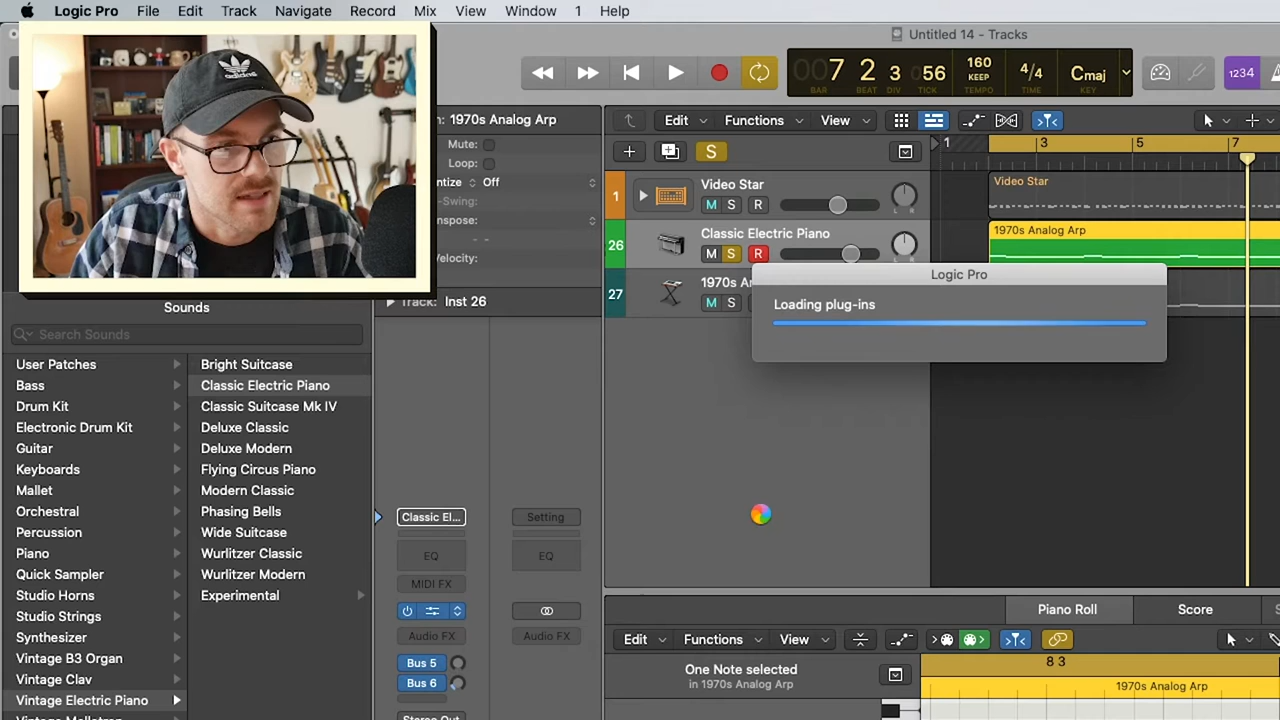 Logic Pro File Edit Track Navigate Record Mix View Window 1 Help
Untitled 14 - Tracks
adidas
007 2 3 056
BAR BEAT DIV TICK
160
KEEP
TEMPO
4/4
TIME
Cmaj
KEY
1234
1970s Analog Arp
Mute:
Loop:
ntize Off
-Swing:
npose:
- -
Velocity:
Track: Inst 26
Edit Functions View
S
1 3 5 7
1 Video Star
M S R
L R
Video Star
26 Classic Electric Piano
M S R
L R
1970s Analog Arp
27 1970s A
M S
Logic Pro
Loading plug-ins
Sounds
Search Sounds
User Patches
Bass
Drum Kit
Electronic Drum Kit
Guitar
Keyboards
Mallet
Orchestral
Percussion
Piano
Quick Sampler
Studio Horns
Studio Strings
Synthesizer
Vintage B3 Organ
Vintage Clav
Vintage Electric Piano
Vintage Mellotron
Bright Suitcase
Classic Electric Piano
Classic Suitcase Mk IV
Deluxe Classic
Deluxe Modern
Flying Circus Piano
Modern Classic
Phasing Bells
Wide Suitcase
Wurlitzer Classic
Wurlitzer Modern
Experimental
Classic El...
EQ
MIDI FX
Audio FX
Bus 5
Bus 6
Stereo Out
Setting
EQ
Audio FX
Piano Roll Score
Edit Functions View
One Note selected
in 1970s Analog Arp
8 3
1970s Analog Arp